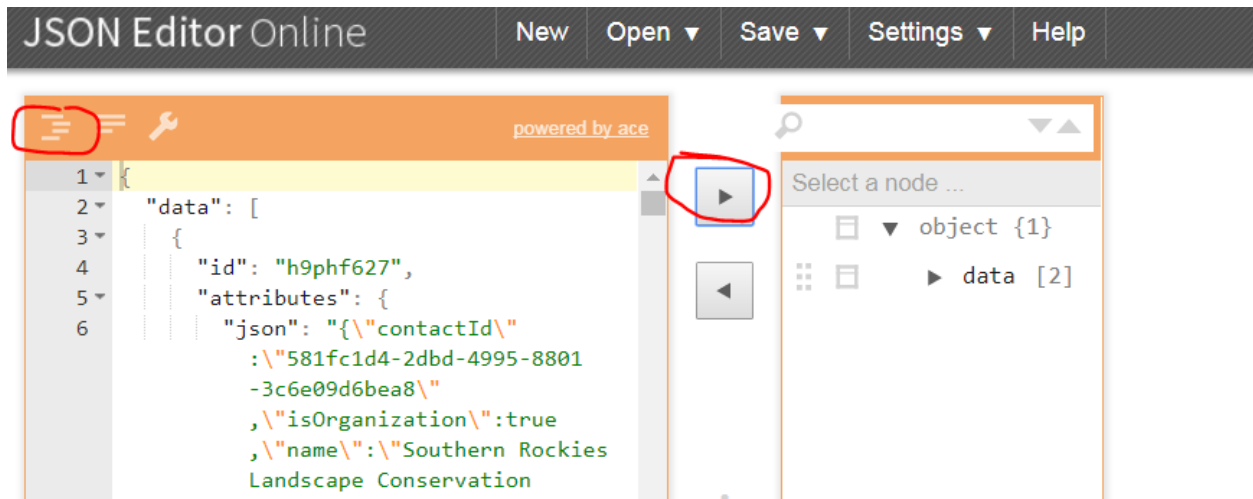 JSON Editor Online
New Open ▼ Save ▼ Settings ▼ Help
powered by ace
1 {
2 "data": [
3 {
4 "id": "h9phf627",
5 "attributes": {
6 "json": "{\"contactId\"
:\"581fc1d4-2dbd-4995-8801
-3c6e09d6bea8\"
,\"isOrganization\":true
,\"name\":\"Southern Rockies
Landscape Conservation
Select a node ...
▼ object {1}
► data [2]